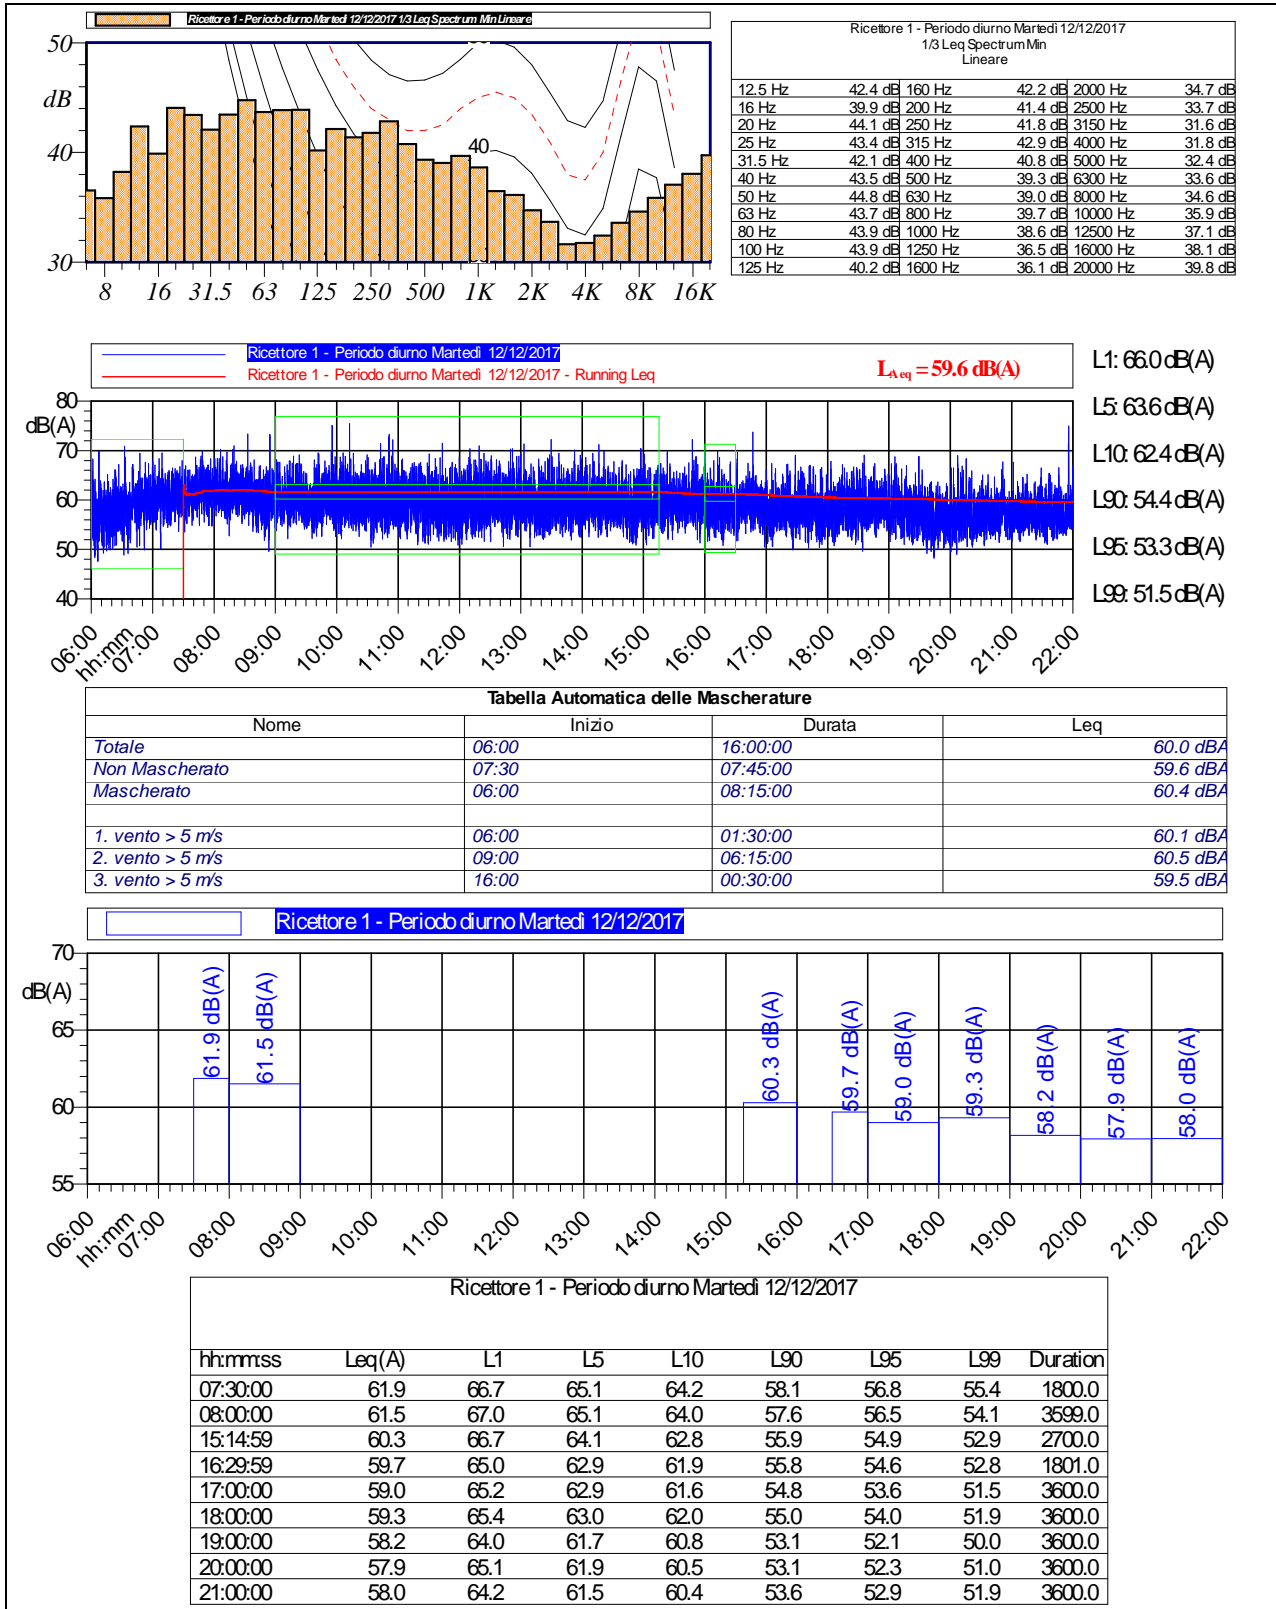 Ricettore 1 - Periodo diurno Martedì 12/12/2017 1/3 Leq Spectrum Min Lineare
50
dB
40
30
40
8 16 31.5 63 125 250 500 1K 2K 4K 8K 16K
Ricettore 1 - Periodo diurno Martedì 12/12/2017
1/3 Leq Spectrum Min
Lineare
12.5 Hz 42.4 dB 160 Hz 42.2 dB 2000 Hz 34.7 dB
16 Hz 39.9 dB 200 Hz 41.4 dB 2500 Hz 33.7 dB
20 Hz 44.1 dB 250 Hz 41.8 dB 3150 Hz 31.6 dB
25 Hz 43.4 dB 315 Hz 42.9 dB 4000 Hz 31.8 dB
31.5 Hz 42.1 dB 400 Hz 40.8 dB 5000 Hz 32.4 dB
40 Hz 43.5 dB 500 Hz 39.3 dB 6300 Hz 33.6 dB
50 Hz 44.8 dB 630 Hz 39.0 dB 8000 Hz 34.6 dB
63 Hz 43.7 dB 800 Hz 39.7 dB 10000 Hz 35.9 dB
80 Hz 43.9 dB 1000 Hz 38.6 dB 12500 Hz 37.1 dB
100 Hz 43.9 dB 1250 Hz 36.5 dB 16000 Hz 38.1 dB
125 Hz 40.2 dB 1600 Hz 36.1 dB 20000 Hz 39.8 dB
Ricettore 1 - Periodo diurno Martedì 12/12/2017
Ricettore 1 - Periodo diurno Martedì 12/12/2017 - Running Leq
LAeq = 59.6 dB(A)
80
dB(A)
70
60
50
40
06:00 hh:mm 07:00 08:00 09:00 10:00 11:00 12:00 13:00 14:00 15:00 16:00 17:00 18:00 19:00 20:00 21:00 22:00
L1: 66.0 dB(A)
L5: 63.6 dB(A)
L10: 62.4 dB(A)
L90: 54.4 dB(A)
L95: 53.3 dB(A)
L99: 51.5 dB(A)
Tabella Automatica delle Mascherature
Nome Inizio Durata Leq
Totale 06:00 16:00:00 60.0 dBA
Non Mascherato 07:30 07:45:00 59.6 dBA
Mascherato 06:00 08:15:00 60.4 dBA
1. vento > 5 m/s 06:00 01:30:00 60.1 dBA
2. vento > 5 m/s 09:00 06:15:00 60.5 dBA
3. vento > 5 m/s 16:00 00:30:00 59.5 dBA
Ricettore 1 - Periodo diurno Martedì 12/12/2017
70
dB(A)
65
60
55
61.9 dB(A)
61.5 dB(A)
60.3 dB(A)
59.7 dB(A)
59.0 dB(A)
59.3 dB(A)
58.2 dB(A)
57.9 dB(A)
58.0 dB(A)
06:00 hh:mm 07:00 08:00 09:00 10:00 11:00 12:00 13:00 14:00 15:00 16:00 17:00 18:00 19:00 20:00 21:00 22:00
Ricettore 1 - Periodo diurno Martedì 12/12/2017
hh:mm:ss Leq(A) L1 L5 L10 L90 L95 L99 Duration
07:30:00 61.9 66.7 65.1 64.2 58.1 56.8 55.4 1800.0
08:00:00 61.5 67.0 65.1 64.0 57.6 56.5 54.1 3599.0
15:14:59 60.3 66.7 64.1 62.8 55.9 54.9 52.9 2700.0
16:29:59 59.7 65.0 62.9 61.9 55.8 54.6 52.8 1801.0
17:00:00 59.0 65.2 62.9 61.6 54.8 53.6 51.5 3600.0
18:00:00 59.3 65.4 63.0 62.0 55.0 54.0 51.9 3600.0
19:00:00 58.2 64.0 61.7 60.8 53.1 52.1 50.0 3600.0
20:00:00 57.9 65.1 61.9 60.5 53.1 52.3 51.0 3600.0
21:00:00 58.0 64.2 61.5 60.4 53.6 52.9 51.9 3600.0